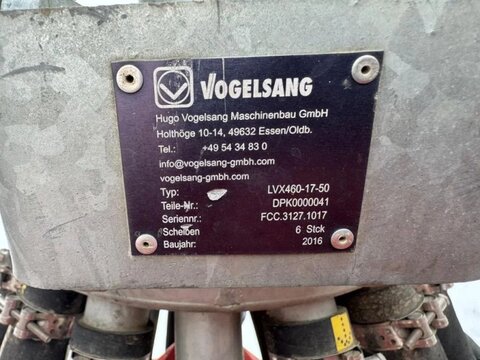 VOGELSANG
Hugo Vogelsang Maschinenbau GmbH
Holthöge 10-14, 49632 Essen/Oldb.
Tel.: +49 54 34 83 0
info@vogelsang-gmbh.com
vogelsang-gmbh.com
Typ: LVX460-17-50
Teile-Nr.: DPK0000041
Seriennr.: FCC.3127.1017
Scheiben 6 Stck
Baujahr: 2016